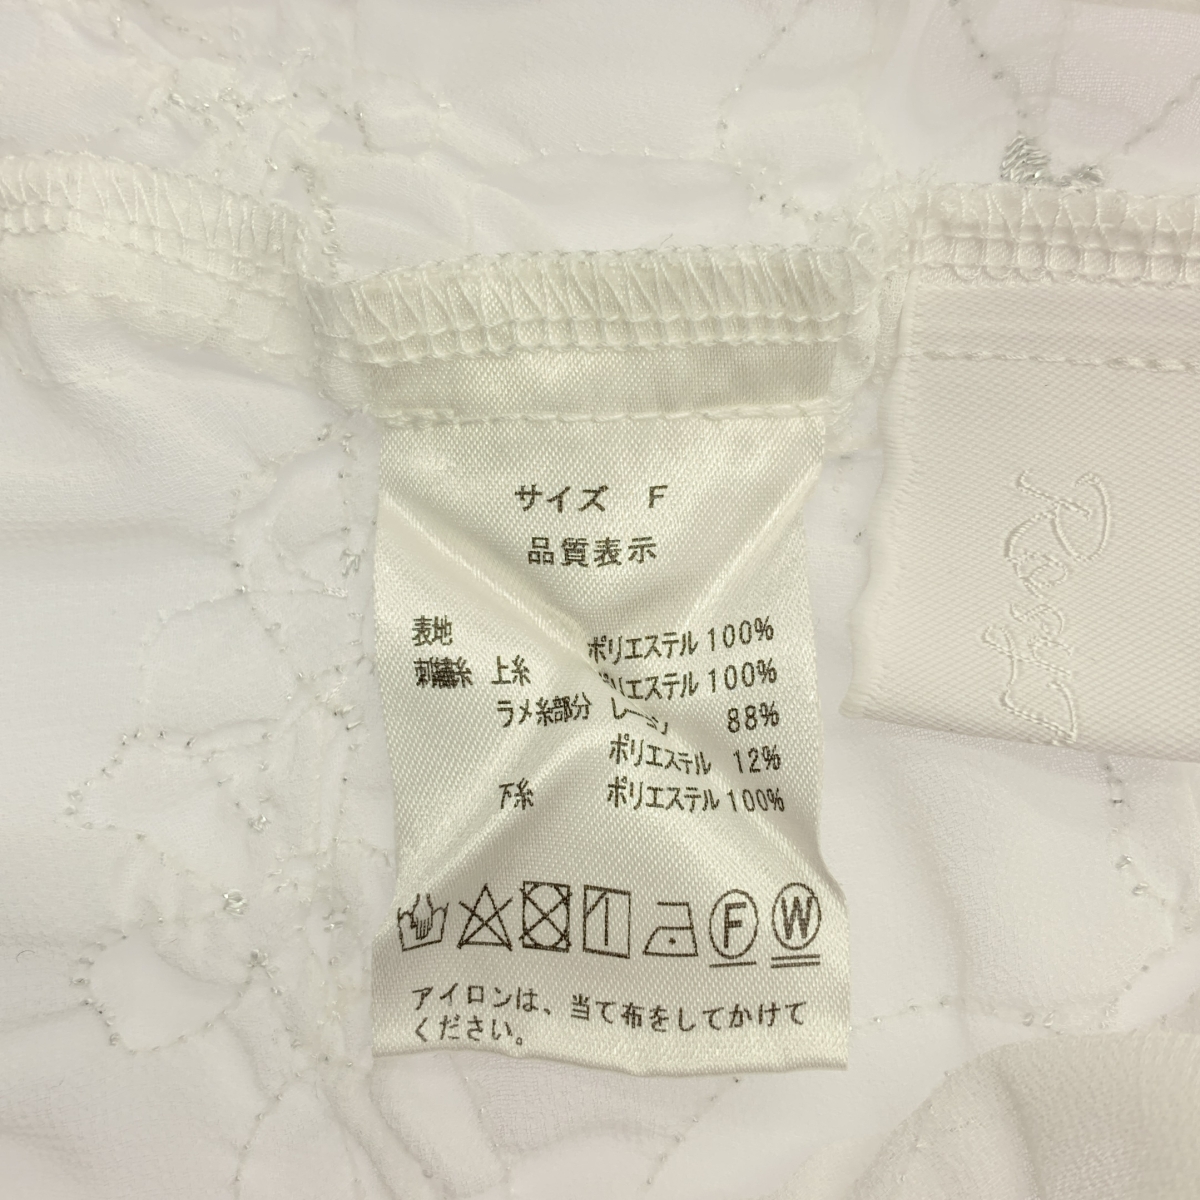 サイズ F
品質表示
表地 ポリエステル 100%
刺繍糸 上糸 ポリエステル 100%
ラメ糸部分 88%
ポリエステル 12%
下糸 ポリエステル 100%
F W
アイロンは、当て布をしてかけて
ください。